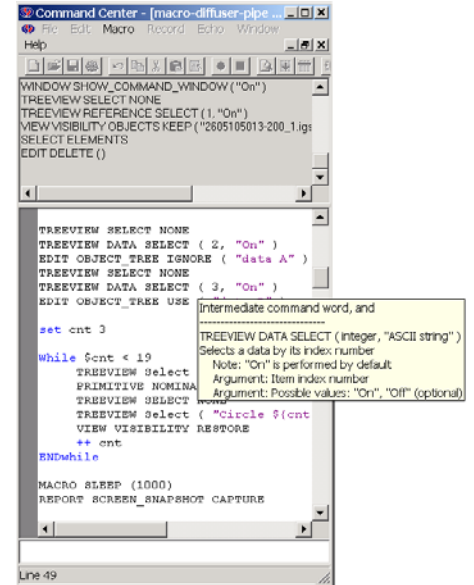 Command Center - [macro-diffuser-pipe
File Edit Macro Record Echo Window
Help
WINDOW SHOW_COMMAND_WINDOW ("On")
TREEVIEW SELECT NONE
TREEVIEW REFERENCE SELECT (1, "On")
VIEW VISIBILITY OBJECTS KEEP ("2605105013-200_1.igs
SELECT ELEMENTS
EDIT DELETE ()
TREEVIEW SELECT NONE
TREEVIEW DATA SELECT ( 2, "On" )
EDIT OBJECT_TREE IGNORE ( "data A" )
TREEVIEW SELECT NONE
TREEVIEW DATA SELECT ( 3, "On" )
EDIT OBJECT_TREE USE
Intermediate command word, and
------------------------------
TREEVIEW DATA SELECT ( integer, "ASCII string" )
Selects a data by its index number
Note: "On" is performed by default
Argument: Item index number
Argument: Possible values: "On", "Off" (optional)
set cnt 3
While $cnt < 19
TREEVIEW Select
PRIMITIVE NOMINA
TREEVIEW SELECT NONE
TREEVIEW Select ( "Circle $(cnt
VIEW VISIBILITY RESTORE
++ cnt
ENDwhile
MACRO SLEEP (1000)
REPORT SCREEN_SNAPSHOT CAPTURE
Line 49